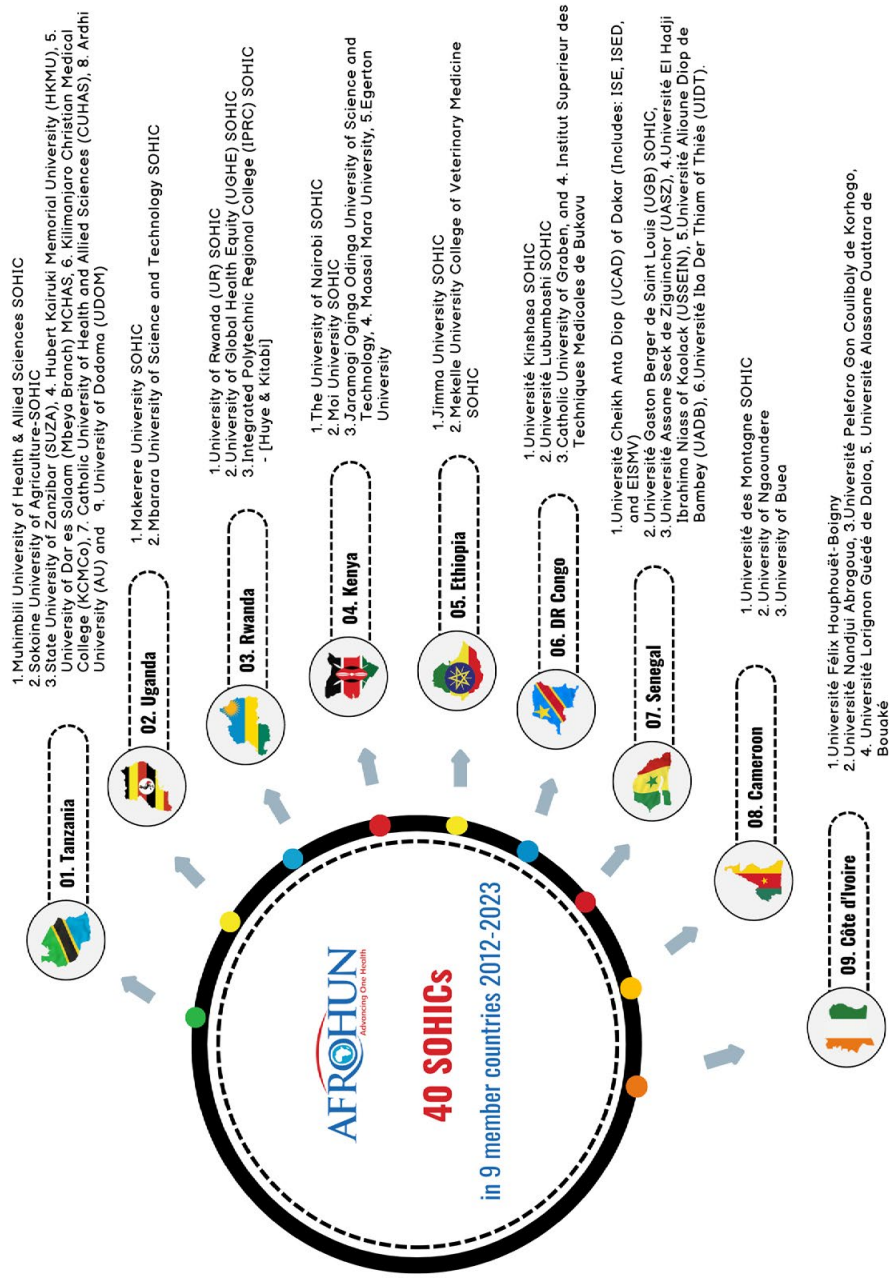 AFROHUN
Advancing One Health
40 SOHICs
in 9 member countries 2012-2023
01. Tanzania
1.Muhimbili University of Health & Allied Sciences SOHIC
2.Sokoine University of Agriculture-SOHIC
3.State University of Zanzibar (SUZA), 4. Hubert Kairuki Memorial University (HKMU), 5.
University of Dar es Salaam (Mbeya Branch) MCHAS, 6. Kilimanjaro Christian Medical
College (KCMCo), 7. Catholic University of Health and Allied Sciences (CUHAS), 8. Ardhi
University (AU) and 9. University of Dodoma (UDOM)
02. Uganda
1.Makerere University SOHIC
2.Mbarara University of Science and Technology SOHIC
03. Rwanda
1.University of Rwanda (UR) SOHIC
2.University of Global Health Equity (UGHE) SOHIC
3.Integrated Polytechnic Regional College (IPRC) SOHIC
- [Huye & Kitabi]
04. Kenya
1.The University of Nairobi SOHIC
2.Moi University SOHIC
3.Jaramogi Oginga Odinga University of Science and
Technology, 4. Maasai Mara University, 5.Egerton
University
05. Ethiopia
1.Jimma University SOHIC
2.Mekelle University College of Veterinary Medicine
SOHIC
06. DR Congo
1.Université Kinshasa SOHIC
2.Université Lubumbashi SOHIC
3.Catholic University of Graben, and 4. Institut Superieur des
Techniques Medicales de Bukavu
07. Senegal
1.Université Cheikh Anta Diop (UCAD) of Dakar (Includes: ISE, ISED,
and EISMV)
2.Université Gaston Berger de Saint Louis (UGB) SOHIC,
3.Université Assane Seck de Ziguinchor (UASZ), 4.Université El Hadji
Ibrahima Niass of Kaolack (USSEIN), 5.Université Alioune Diop de
Bambey (UADB), 6.Université Iba Der Thiam of Thiès (UIDT).
08. Cameroon
1.Université des Montagne SOHIC
2.University of Ngaoundere
3.University of Buea
09. Côte d'Ivoire
1.Université Félix Houphouët-Boigny
2.Université Nandjui Abrogoua, 3.Université Peleforo Gon Coulibaly de Korhogo,
4. Université Lorignon Guédé de Daloa, 5. Université Alassane Ouattara de
Bouaké